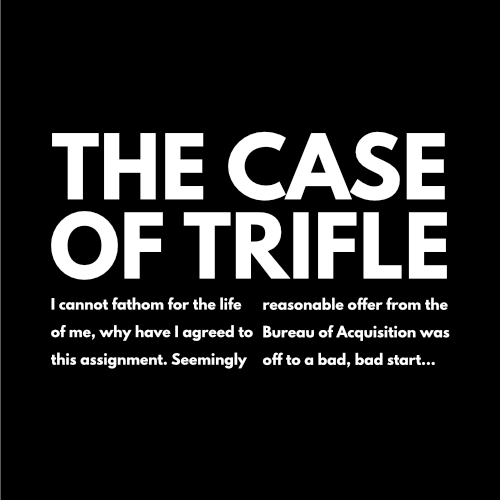 THE CASE
OF TRIFLE
I cannot fathom for the life
of me, why have I agreed to
this assignment. Seemingly
reasonable offer from the
Bureau of Acquisition was
off to a bad, bad start...